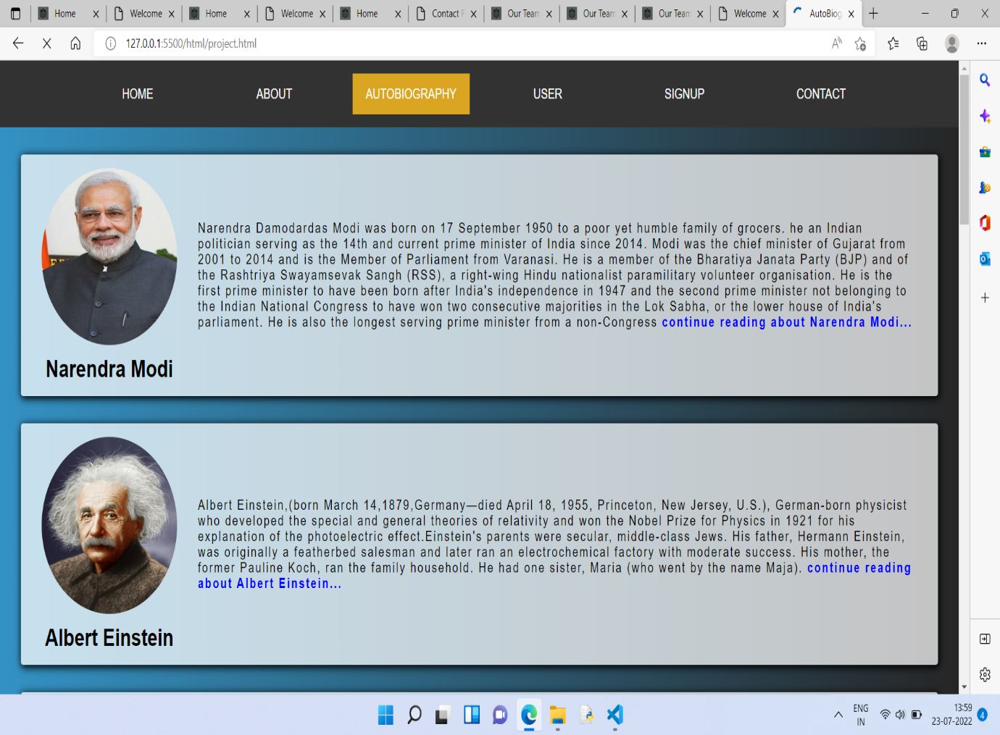 Home
Welcome
Home
Welcome
Home
Contact F
Our Team
Our Team
Our Team
Welcome
AutoBiog
127.0.0.1:5500/html/project.html
HOME
ABOUT
AUTOBIOGRAPHY
USER
SIGNUP
CONTACT
Narendra Damodardas Modi was born on 17 September 1950 to a poor yet humble family of grocers. he an Indian
politician serving as the 14th and current prime minister of India since 2014. Modi was the chief minister of Gujarat from
2001 to 2014 and is the Member of Parliament from Varanasi. He is a member of the Bharatiya Janata Party (BJP) and of
the Rashtriya Swayamsevak Sangh (RSS), a right-wing Hindu nationalist paramilitary volunteer organisation. He is the
first prime minister to have been born after India's independence in 1947 and the second prime minister not belonging to
the Indian National Congress to have won two consecutive majorities in the Lok Sabha, or the lower house of India's
parliament. He is also the longest serving prime minister from a non-Congress continue reading about Narendra Modi...
Narendra Modi
Albert Einstein,(born March 14,1879,Germany—died April 18, 1955, Princeton, New Jersey, U.S.), German-born physicist
who developed the special and general theories of relativity and won the Nobel Prize for Physics in 1921 for his
explanation of the photoelectric effect.Einstein's parents were secular, middle-class Jews. His father, Hermann Einstein,
was originally a featherbed salesman and later ran an electrochemical factory with moderate success. His mother, the
former Pauline Koch, ran the family household. He had one sister, Maria (who went by the name Maja). continue reading
about Albert Einstein...
Albert Einstein
ENG
IN
13:59
23-07-2022
4